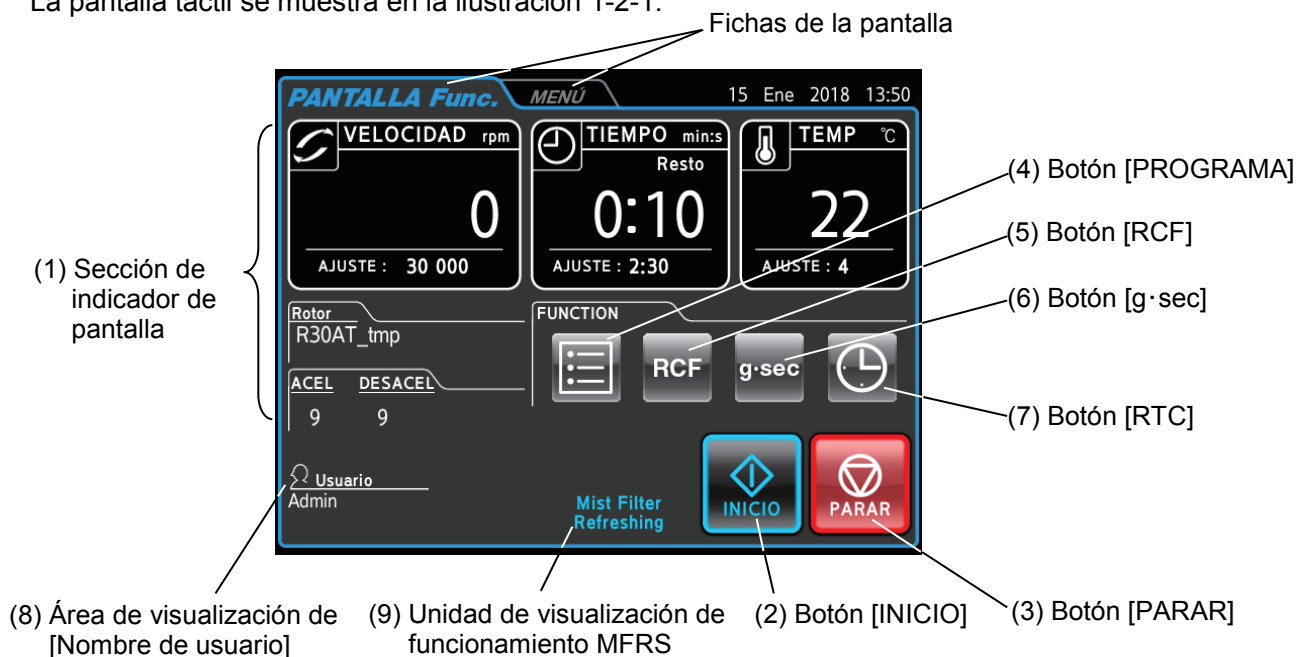 La pantalla táctil se muestra en la ilustración 1-2-1.
Fichas de la pantalla
PANTALLA Func.
MENÚ
15 Ene 2018 13:50
VELOCIDAD rpm
0
AJUSTE : 30 000
TIEMPO min:s
Resto
0:10
AJUSTE : 2:30
TEMP ℃
22
AJUSTE : 4
(1) Sección de
indicador de
pantalla
Rotor
R30AT_tmp
ACEL DESACEL
9 9
FUNCTION
RCF
g·sec
(4) Botón [PROGRAMA]
(5) Botón [RCF]
(6) Botón [g·sec]
(7) Botón [RTC]
Usuario
Admin
Mist Filter
Refreshing
INICIO
PARAR
(8) Área de visualización de
[Nombre de usuario]
(9) Unidad de visualización de
funcionamiento MFRS
(2) Botón [INICIO]
(3) Botón [PARAR]